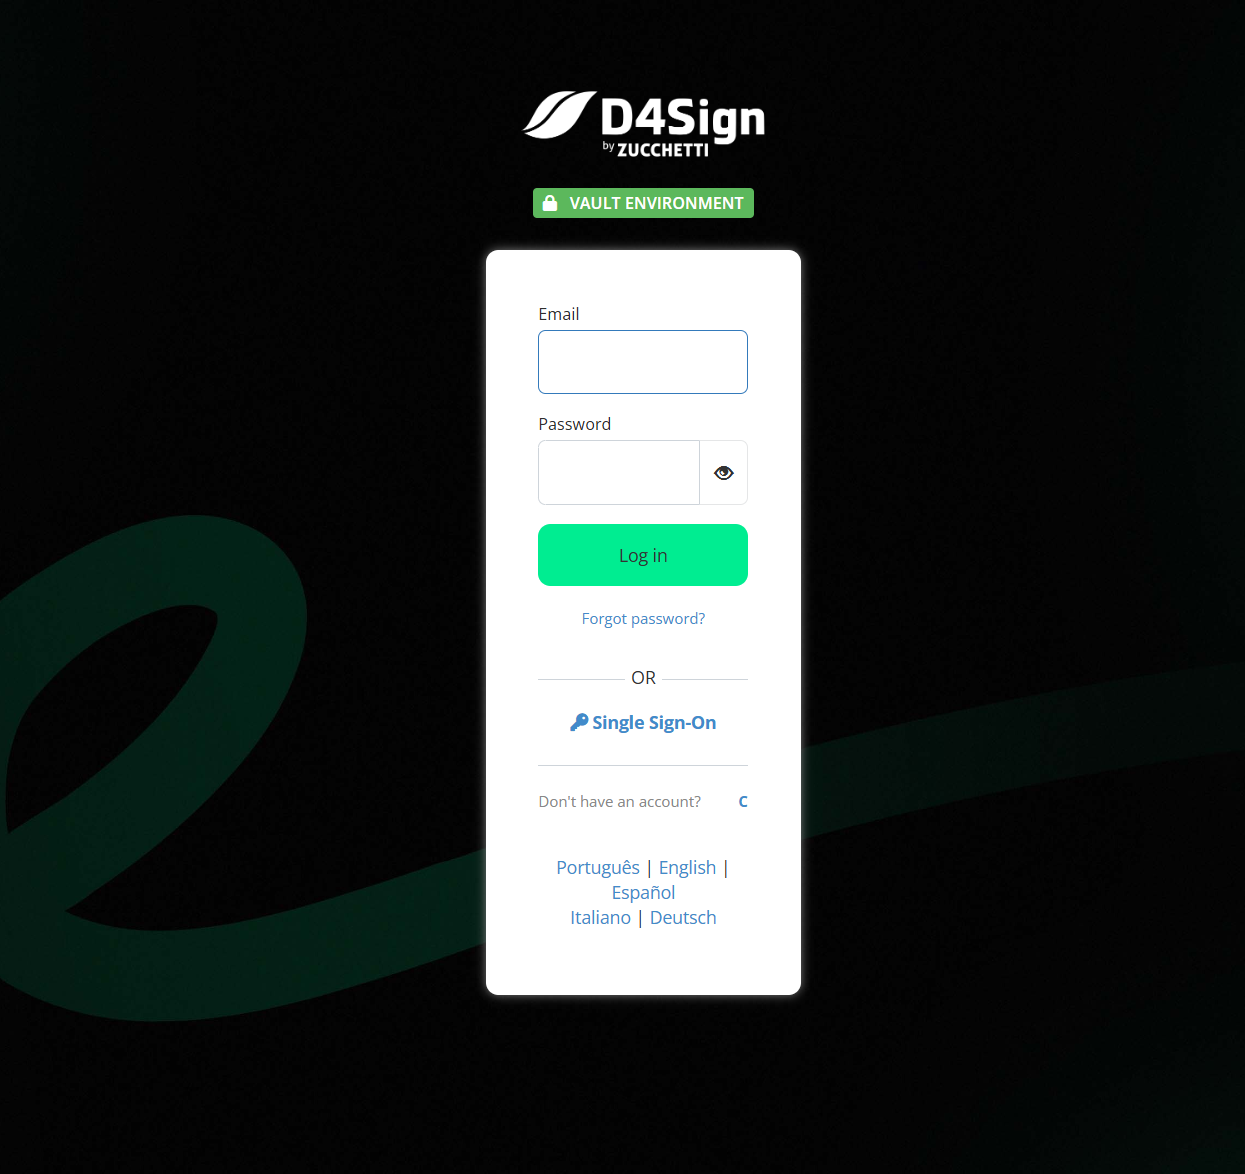 D4Sign
by ZUCCHETTI
VAULT ENVIRONMENT
Email
Password
Log in
Forgot password?
OR
Single Sign-On
Don't have an account? C
Português | English |
Español
Italiano | Deutsch